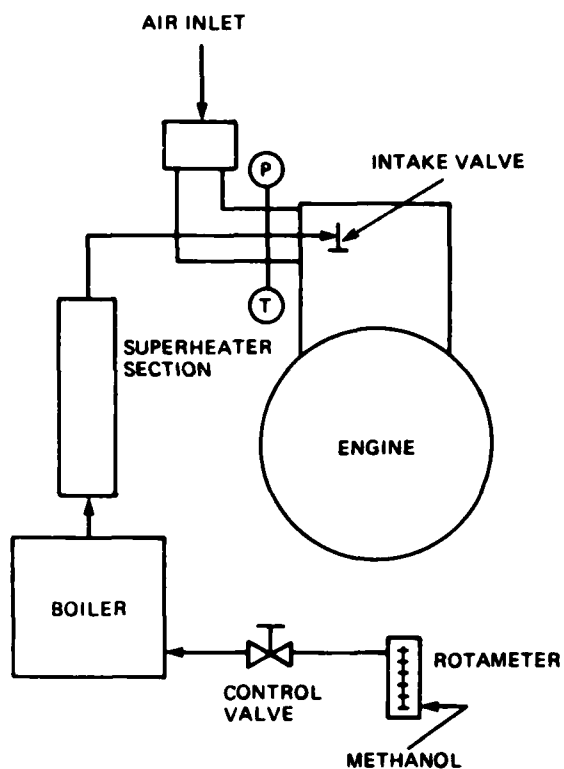 AIR INLET
P
INTAKE VALVE
T
SUPERHEATER
SECTION
ENGINE
BOILER
ROTAMETER
CONTROL
VALVE
METHANOL